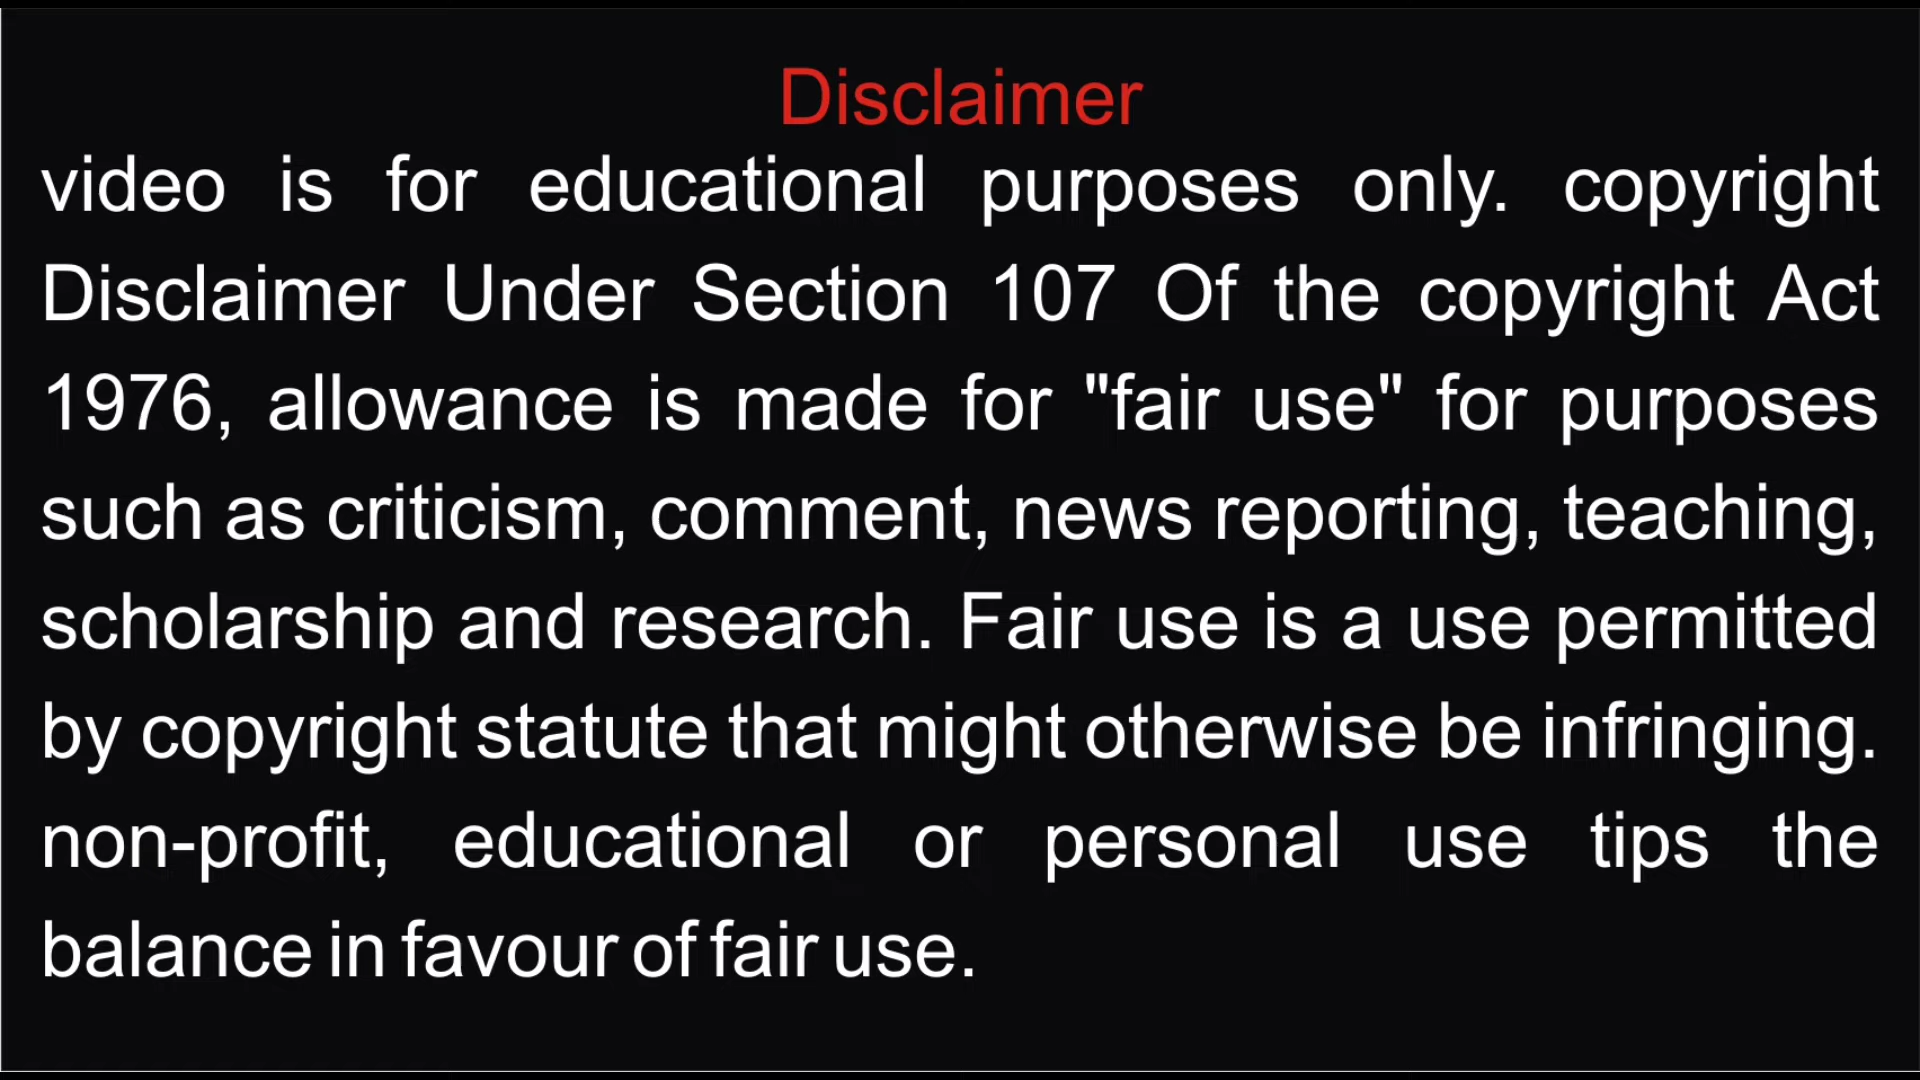 Disclaimer
video is for educational purposes only. copyright
Disclaimer Under Section 107 Of the copyright Act
1976, allowance is made for "fair use" for purposes
such as criticism, comment, news reporting, teaching,
scholarship and research. Fair use is a use permitted
by copyright statute that might otherwise be infringing.
non-profit, educational or personal use tips the
balance in favour of fair use.